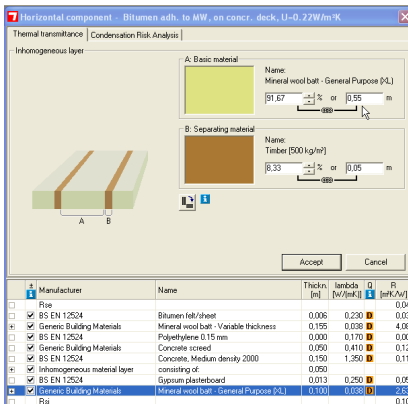 Horizontal component - Bitumen adh. to MW, on concr. deck, U=0.22W/m²K
Thermal transmittance Condensation Risk Analysis
Inhomogeneous layer
A: Basic material
Name:
Mineral wool batt - General Purpose (XL)
91,67 % or 0,55 m
B: Separating material
Name:
Timber [500 kg/m³]
8,33 % or 0,05 m
A B
Accept Cancel
± Manufacturer Name Thickn. lambda Q R
[m] [W/(mK)] [m²K/W]
Rse 0,04
BS EN 12524 Bitumen felt/sheet 0,006 0,230 D 0,03
Generic Building Materials Mineral wool batt - Variable thickness 0,155 0,038 D 4,08
BS EN 12524 Polyethylene 0.15 mm 0,000 0,170 D 0,00
Generic Building Materials Concrete screed 0,050 0,410 D 0,12
BS EN 12524 Concrete, Medium density 2000 0,150 1,350 D 0,11
Inhomogeneous material layer consisting of: 0,050
BS EN 12524 Gypsum plasterboard 0,013 0,250 D 0,05
Generic Building Materials Mineral wool batt - General Purpose (XL) 0,100 0,038 D 2,63
Rsi 0,10